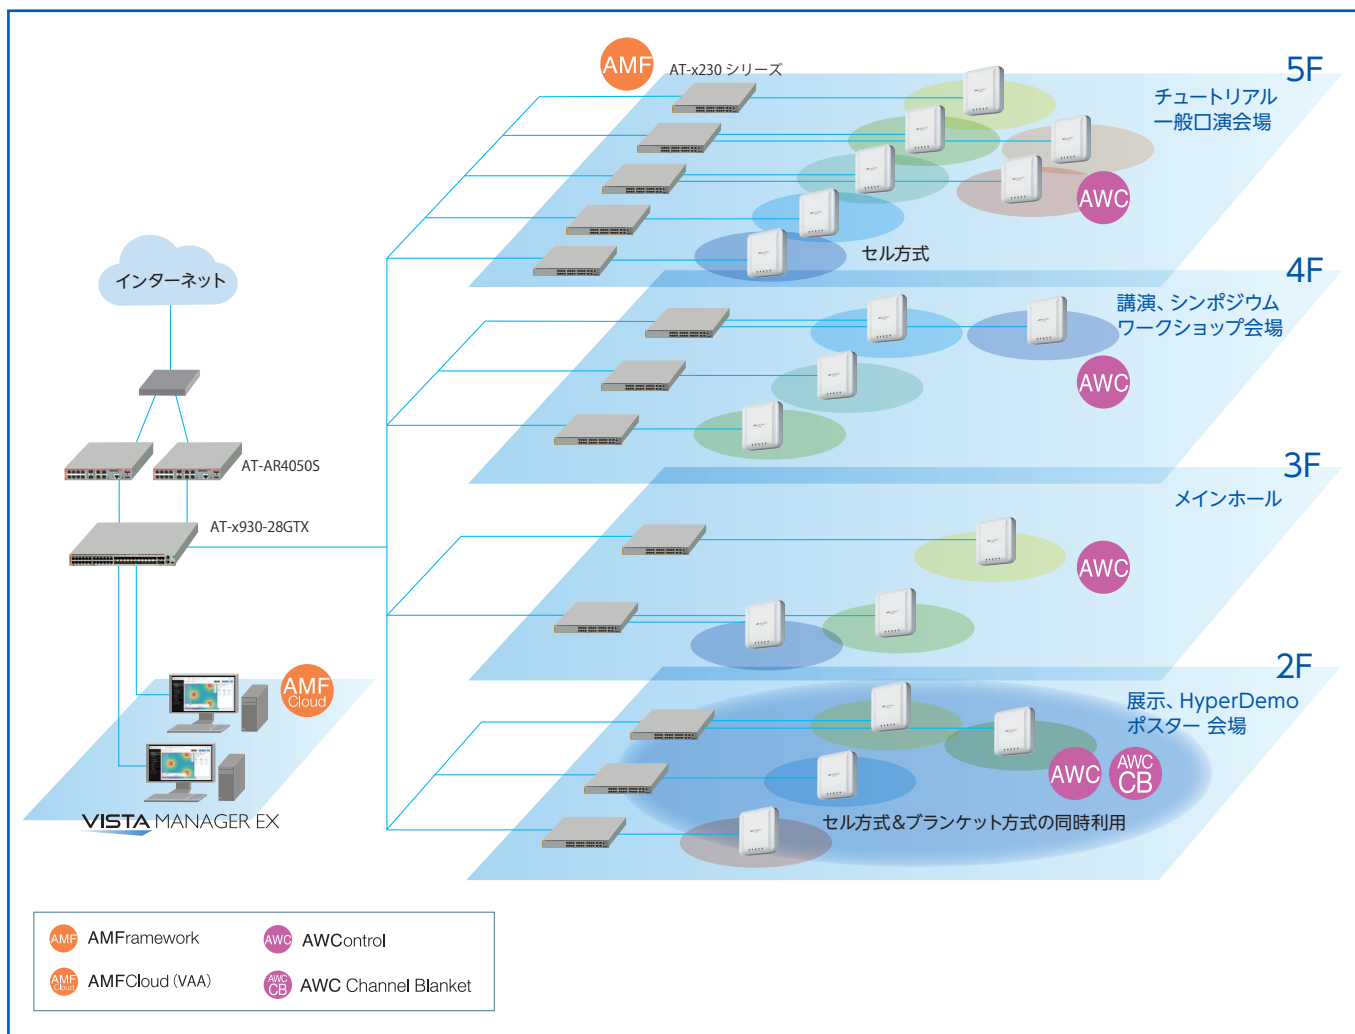 AMF
AT-x230 シリーズ
5F
チュートリアル
一般口演会場
AWC
セル方式
インターネット
4F
講演、シンポジウム
ワークショップ会場
AWC
AT-AR4050S
AT-x930-28GTX
3F
メインホール
AWC
AMF
Cloud
VISTA MANAGER EX
2F
展示、HyperDemo
ポスター 会場
AWC
AWC
CB
セル方式&ブランケット方式の同時利用
AMF
AMFramework
AWC
AWControl
AMF
Cloud
AMFCloud (VAA)
AWC
CB
AWC Channel Blanket